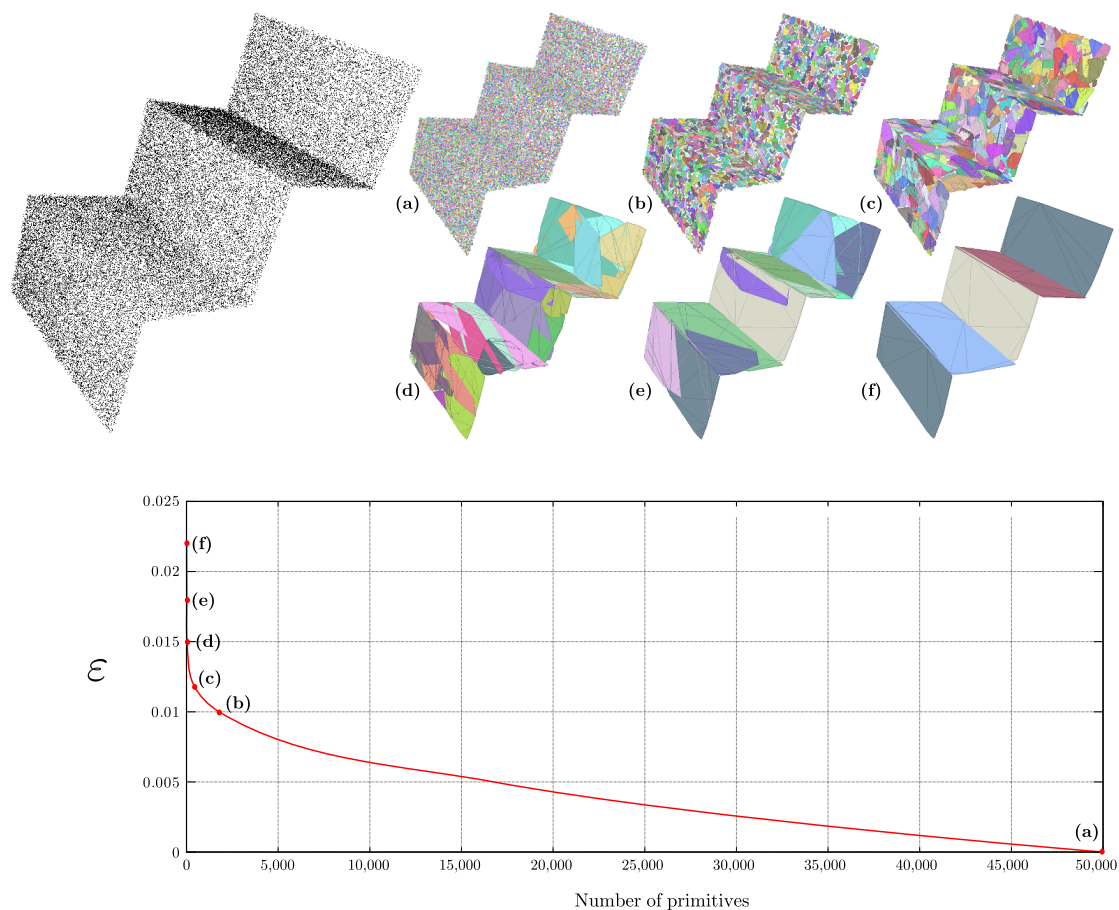 (a)
(b)
(c)
(d)
(e)
(f)
0.025
(f)
0.02
(e)
0.015
(d)
ε
(c)
(b)
0.01
0.005
(a)
0
0 5,000 10,000 15,000 20,000 25,000 30,000 35,000 40,000 45,000 50,000
Number of primitives